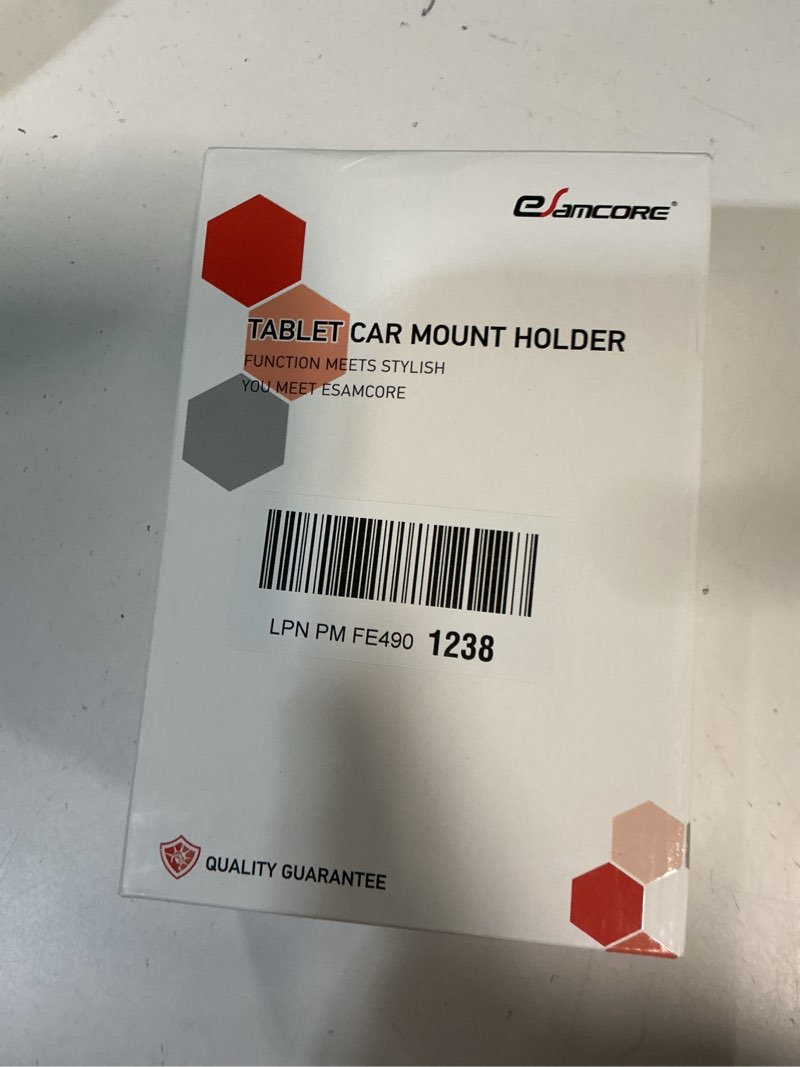 eSamcore®
TABLET CAR MOUNT HOLDER
FUNCTION MEETS STYLISH
YOU MEET ESAMCORE
LPN PM FE490 1238
QUALITY GUARANTEE